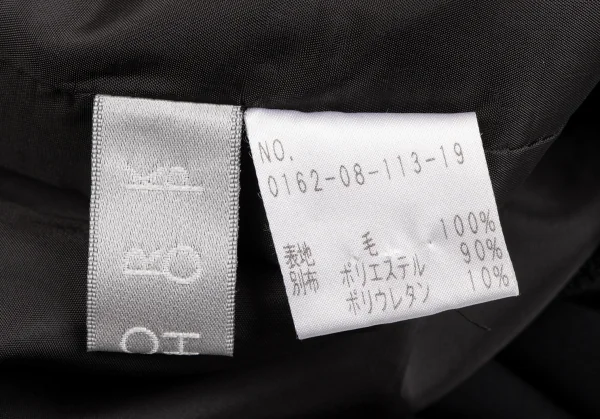 NO.
0162-08-113-19
表地 毛 100%
別布 ポリエステル 90%
ポリウレタン 10%